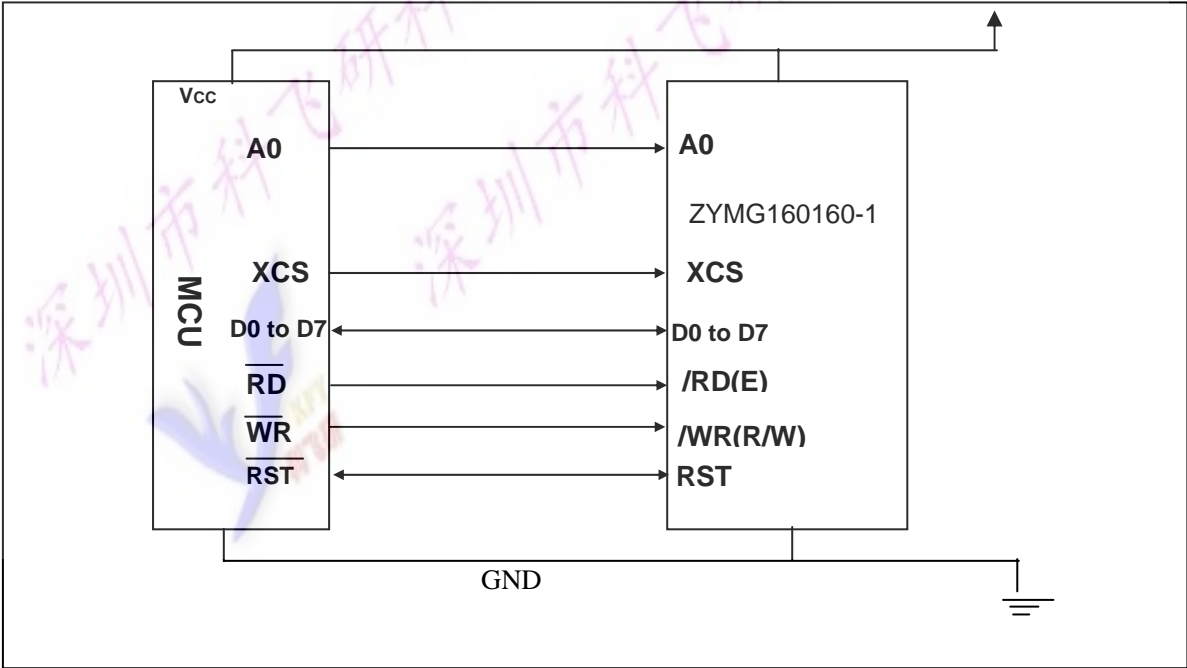 深圳市科飞研科
深圳市科飞
Vcc
A0
A0
ZYMG160160-1
XCS
XCS
MCU
D0 to D7
D0 to D7
RD
/RD(E)
WR
/WR(R/W)
RST
RST
GND